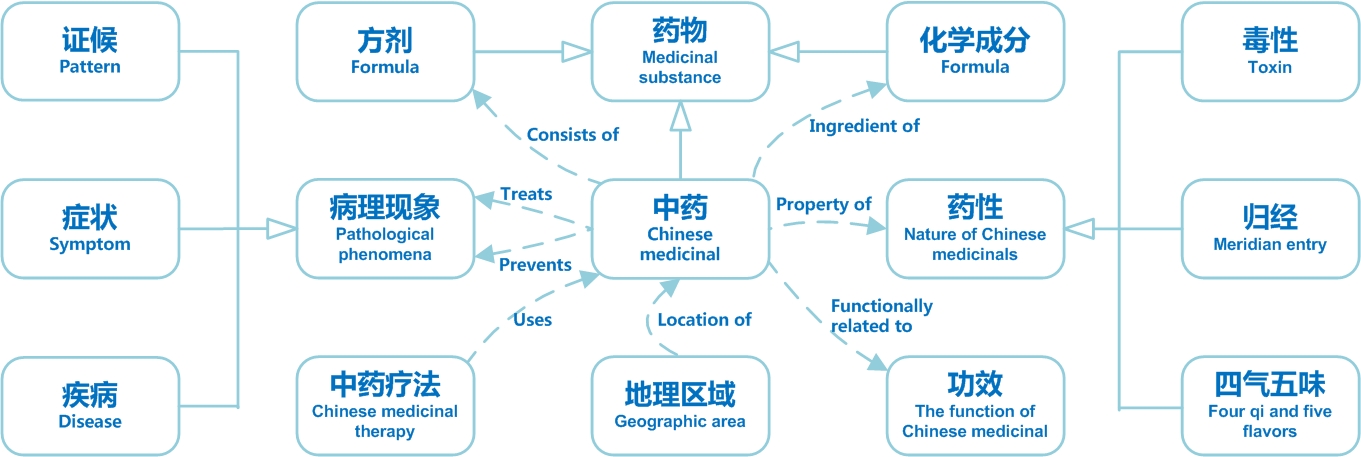 证候
Pattern
方剂
Formula
药物
Medicinal
substance
化学成分
Formula
毒性
Toxin
Consists of
Ingredient of
症状
Symptom
病理现象
Pathological
phenomena
Treats
Prevents
中药
Chinese
medicinal
Property of
药性
Nature of Chinese
medicinals
归经
Meridian entry
Uses
Location of
Functionally
related to
疾病
Disease
中药疗法
Chinese medicinal
therapy
地理区域
Geographic area
功效
The function of
Chinese medicinal
四气五味
Four qi and five
flavors